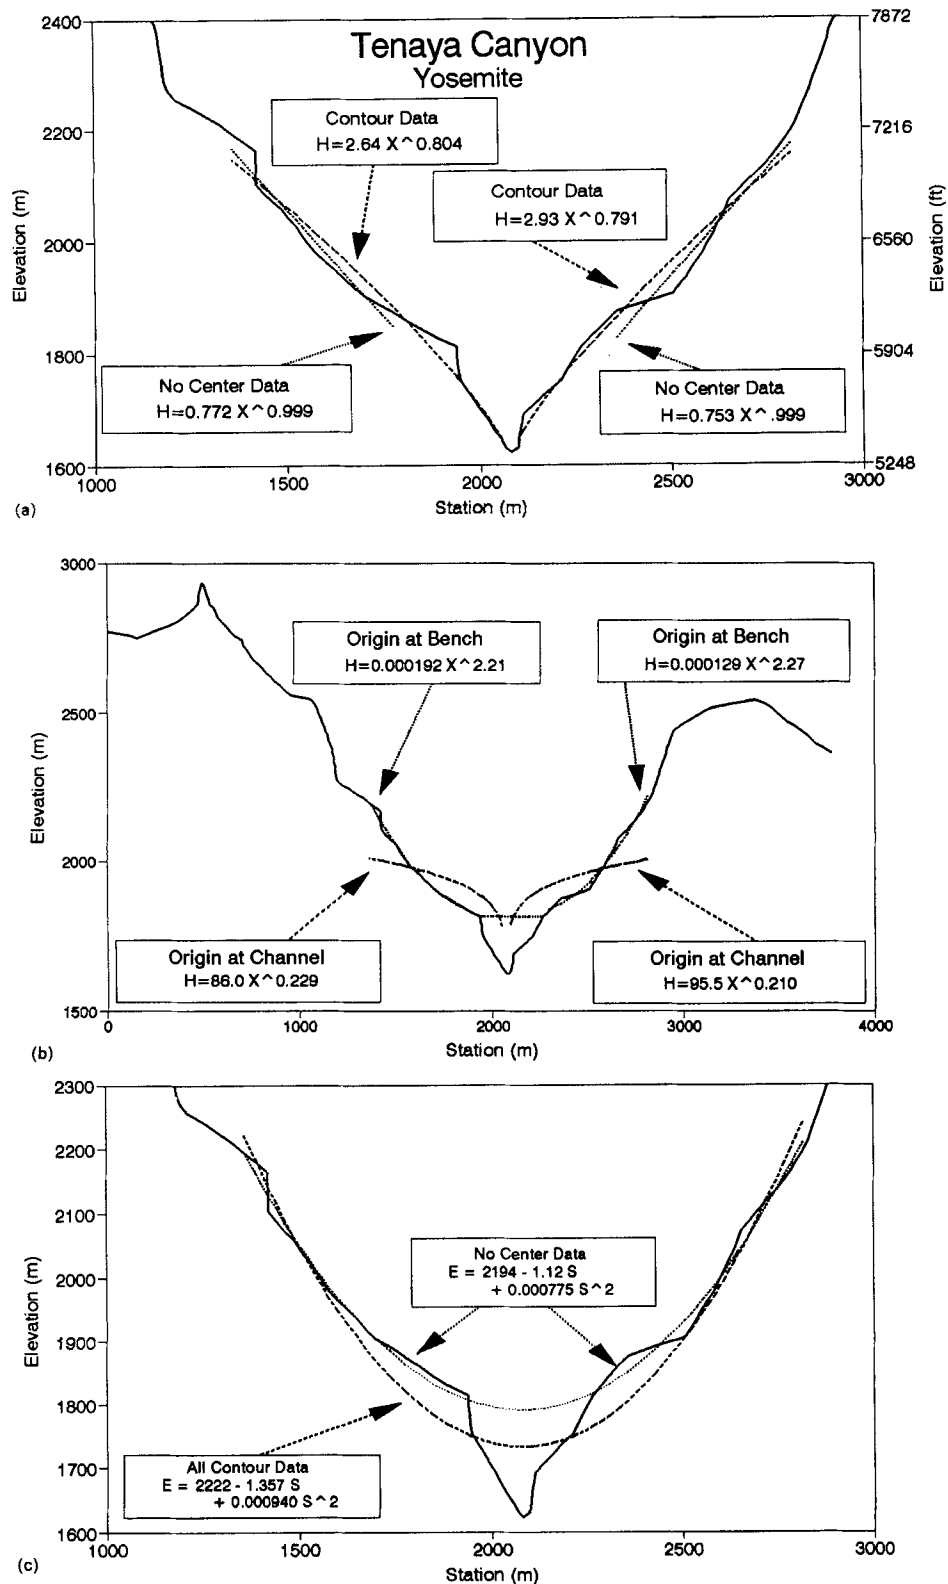 Tenaya Canyon
Yosemite
Contour Data
H=2.64 X^0.804
Contour Data
H=2.93 X^0.791
No Center Data
H=0.772 X^0.999
No Center Data
H=0.753 X^.999
Elevation (m)
Elevation (ft)
2400
2200
2000
1800
1600
7872
7216
6560
5904
5248
1000 1500 2000 2500 3000
Station (m)
(a)
3000
2500
2000
1500
Elevation (m)
Origin at Bench
H=0.000192 X^2.21
Origin at Bench
H=0.000129 X^2.27
Origin at Channel
H=86.0 X^0.229
Origin at Channel
H=95.5 X^0.210
0 1000 2000 3000 4000
Station (m)
(b)
2300
2200
2100
2000
1900
1800
1700
1600
Elevation (m)
No Center Data
E = 2194 - 1.12 S
+ 0.000775 S^2
All Contour Data
E = 2222 - 1.357 S
+ 0.000940 S^2
1000 1500 2000 2500 3000
Station (m)
(c)